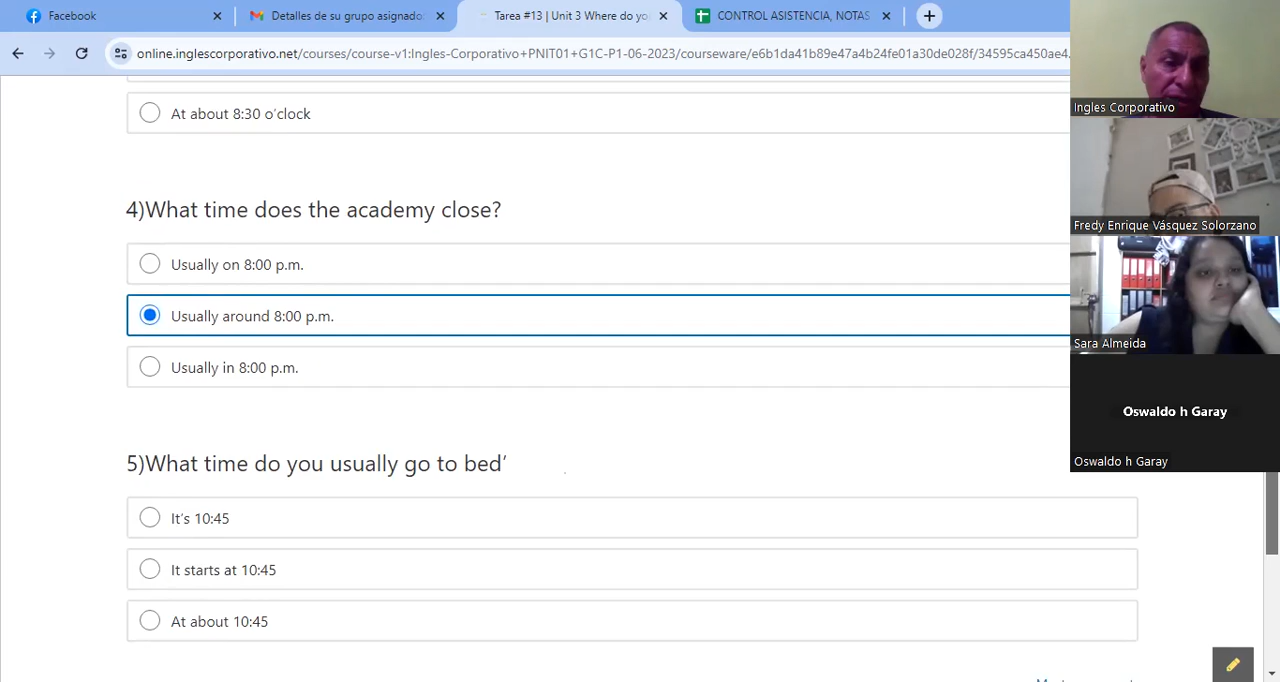 Facebook
Detalles de su grupo asignado
Tarea #13 | Unit 3 Where do yo
CONTROL ASISTENCIA, NOTAS
online.inglescorporativo.net/courses/course-v1:Ingles-Corporativo+PNIT01+G1C-P1-06-2023/courseware/e6b1da41b89e47a4b24fe01a30de028f/34595ca450ae4
Ingles Corporativo
At about 8:30 o'clock
4)What time does the academy close?
Fredy Enrique Vásquez Solorzano
Usually on 8:00 p.m.
Usually around 8:00 p.m.
Sara Almeida
Usually in 8:00 p.m.
Oswaldo h Garay
Oswaldo h Garay
5)What time do you usually go to bed’
It’s 10:45
It starts at 10:45
At about 10:45